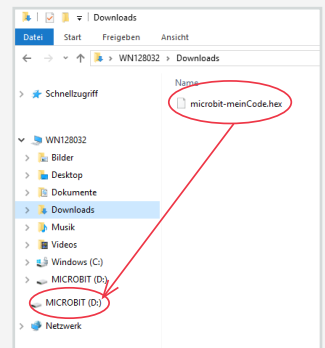 Downloads
Datei Start Freigeben Ansicht
WN128032 > Downloads
Name
Schnellzugriff
microbit-meinCode.hex
WN128032
Bilder
Desktop
Dokumente
Downloads
Musik
Videos
Windows (C:)
MICROBIT (D:)
MICROBIT (D:)
Netzwerk